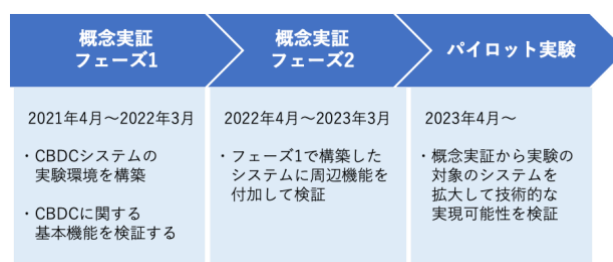 概念実証
フェーズ1
概念実証
フェーズ2
パイロット実験
2021年4月～2022年3月
・CBDCシステムの
実験環境を構築
・CBDCに関する
基本機能を検証する
2022年4月～2023年3月
・フェーズ1で構築した
システムに周辺機能を
付加して検証
2023年4月～
・概念実証から実験の
対象のシステムを
拡大して技術的な
実現可能性を検証